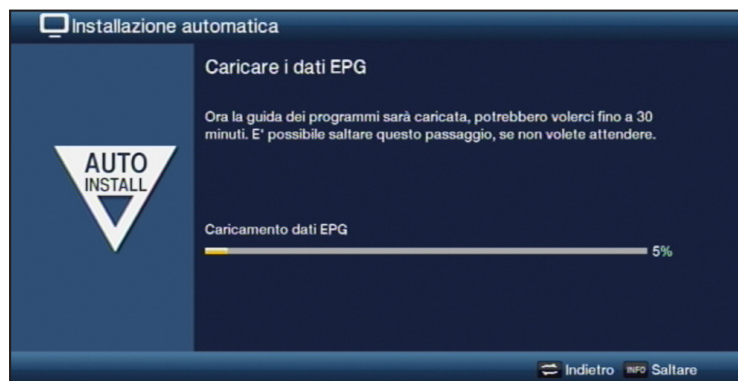 Installazione automatica
Caricare i dati EPG
Ora la guida dei programmi sarà caricata, potrebbero volerci fino a 30
minuti. E' possibile saltare questo passaggio, se non volete attendere.
AUTO
INSTALL
Caricamento dati EPG
5%
Indietro INFO Saltare